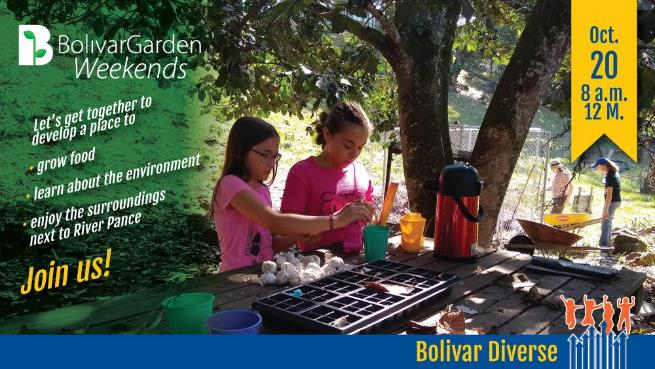 BolivarGarden
Weekends
Let's get together to
develop a place to
• grow food
• learn about the environment
• enjoy the surroundings
next to River Pance
Join us!
Oct.
20
8 a.m.
12 M.
Bolivar Diverse